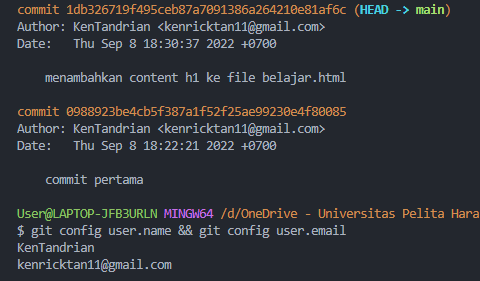 commit 1db326719f495ceb87a7091386a264210e81af6c (HEAD -> main)
Author: KenTandrian <kenricktan11@gmail.com>
Date:   Thu Sep 8 18:30:37 2022 +0700
menambahkan content h1 ke file belajar.html
commit 0988923be4cb5f387a1f52f25ae99230e4f80085
Author: KenTandrian <kenricktan11@gmail.com>
Date:   Thu Sep 8 18:22:21 2022 +0700
commit pertama
User@LAPTOP-JFB3URLN MINGW64 /d/OneDrive - Universitas Pelita Hara
$ git config user.name && git config user.email
KenTandrian
kenricktan11@gmail.com